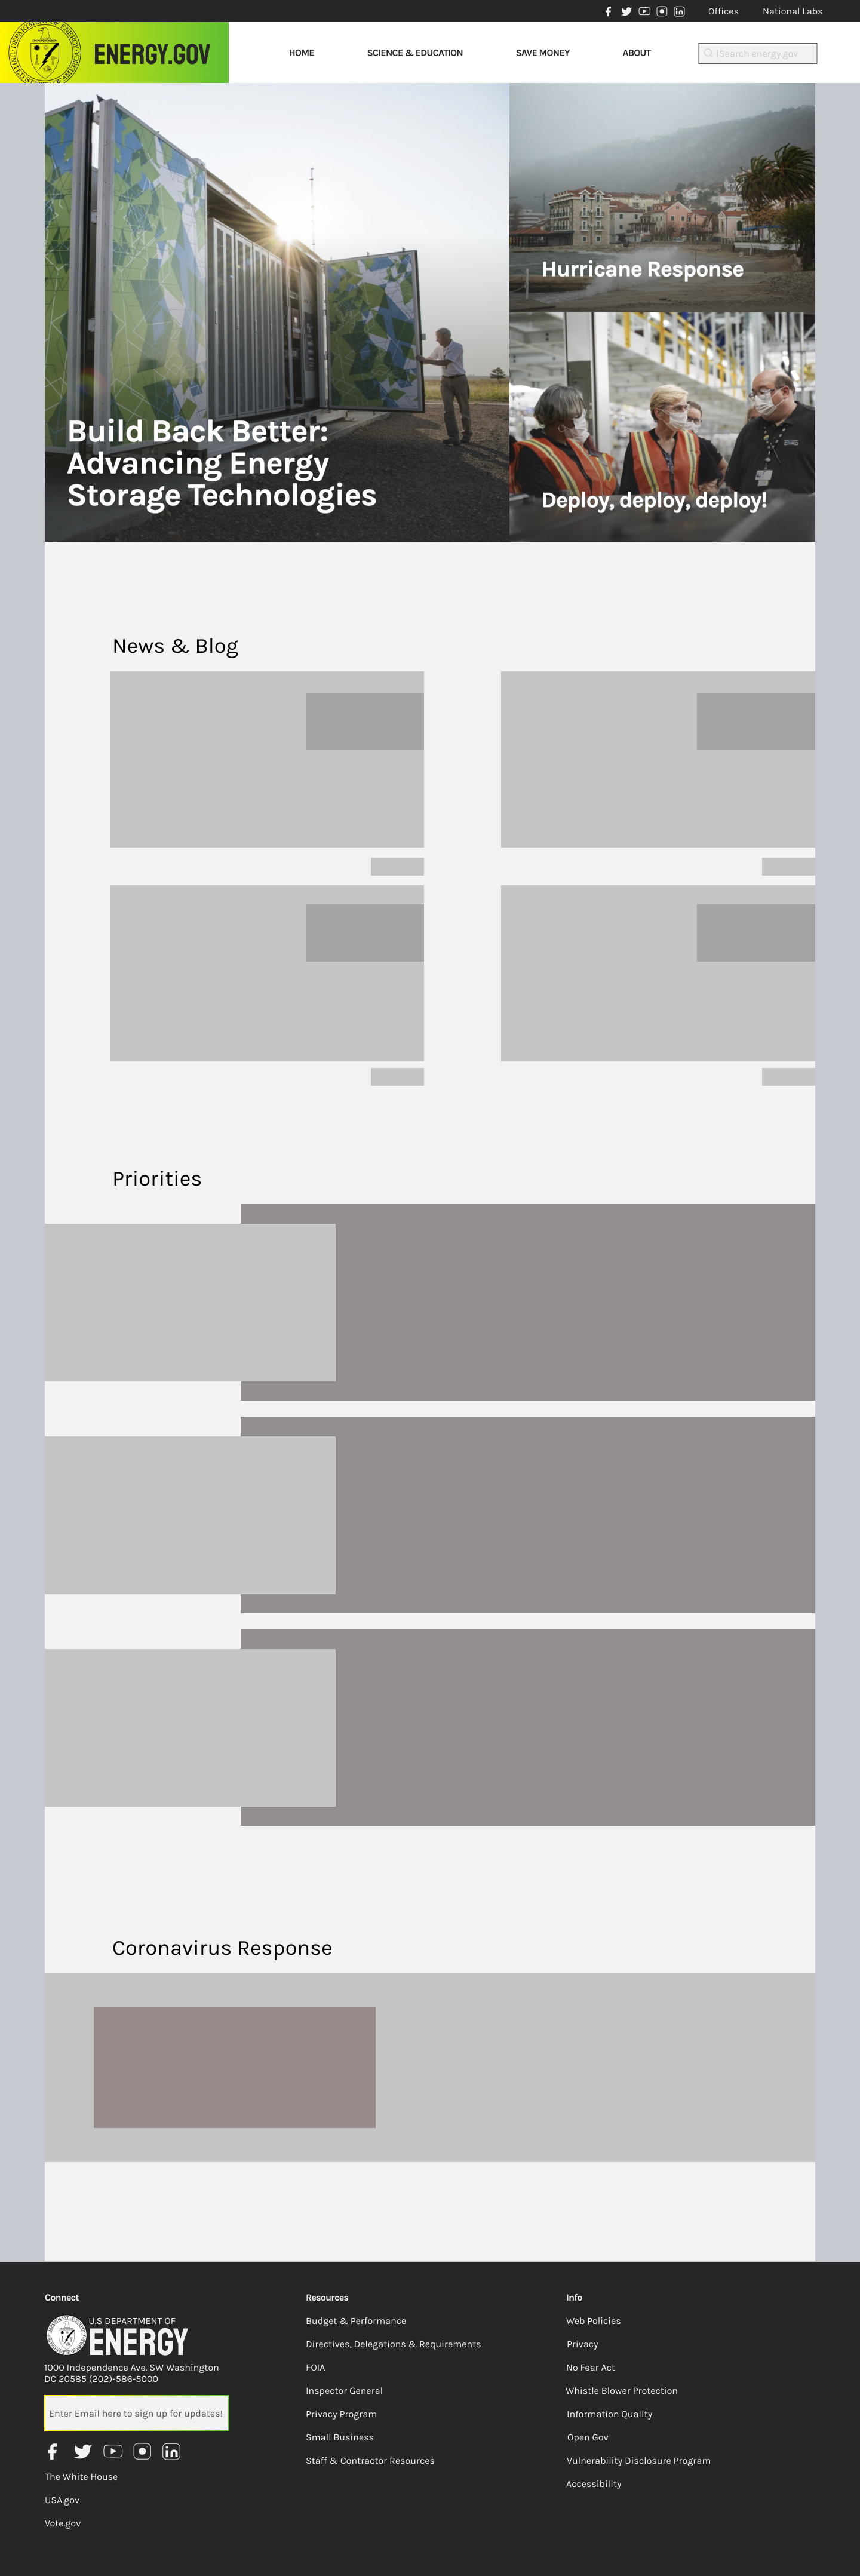 Offices
National Labs
ENERGY.GOV
HOME
SCIENCE & EDUCATION
SAVE MONEY
ABOUT
|Search energy.gov
Build Back Better:
Advancing Energy
Storage Technologies
Hurricane Response
Deploy, deploy, deploy!
News & Blog
Priorities
Coronavirus Response
Connect
U.S DEPARTMENT OF
ENERGY
1000 Independence Ave. SW Washington
DC 20585 (202)-586-5000
Enter Email here to sign up for updates!
The White House
USA.gov
Vote.gov
Resources
Budget & Performance
Directives, Delegations & Requirements
FOIA
Inspector General
Privacy Program
Small Business
Staff & Contractor Resources
Info
Web Policies
Privacy
No Fear Act
Whistle Blower Protection
Information Quality
Open Gov
Vulnerability Disclosure Program
Accessibility